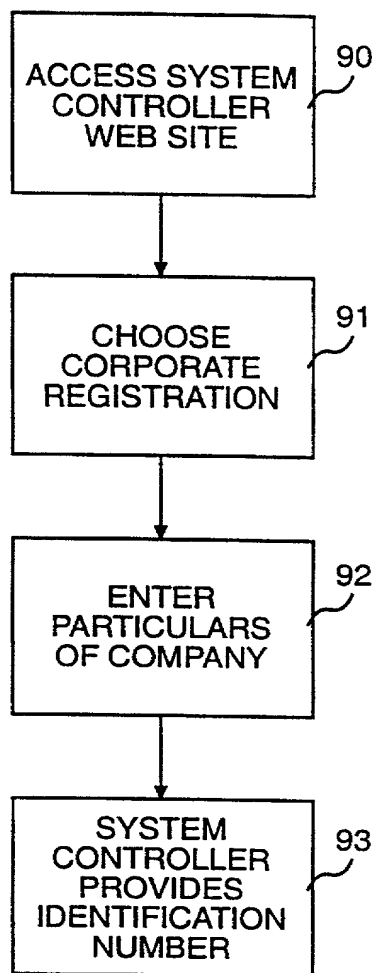 ACCESS SYSTEM
CONTROLLER
WEB SITE
90
CHOOSE
CORPORATE
REGISTRATION
91
ENTER
PARTICULARS
OF COMPANY
92
SYSTEM
CONTROLLER
PROVIDES
IDENTIFICATION
NUMBER
93